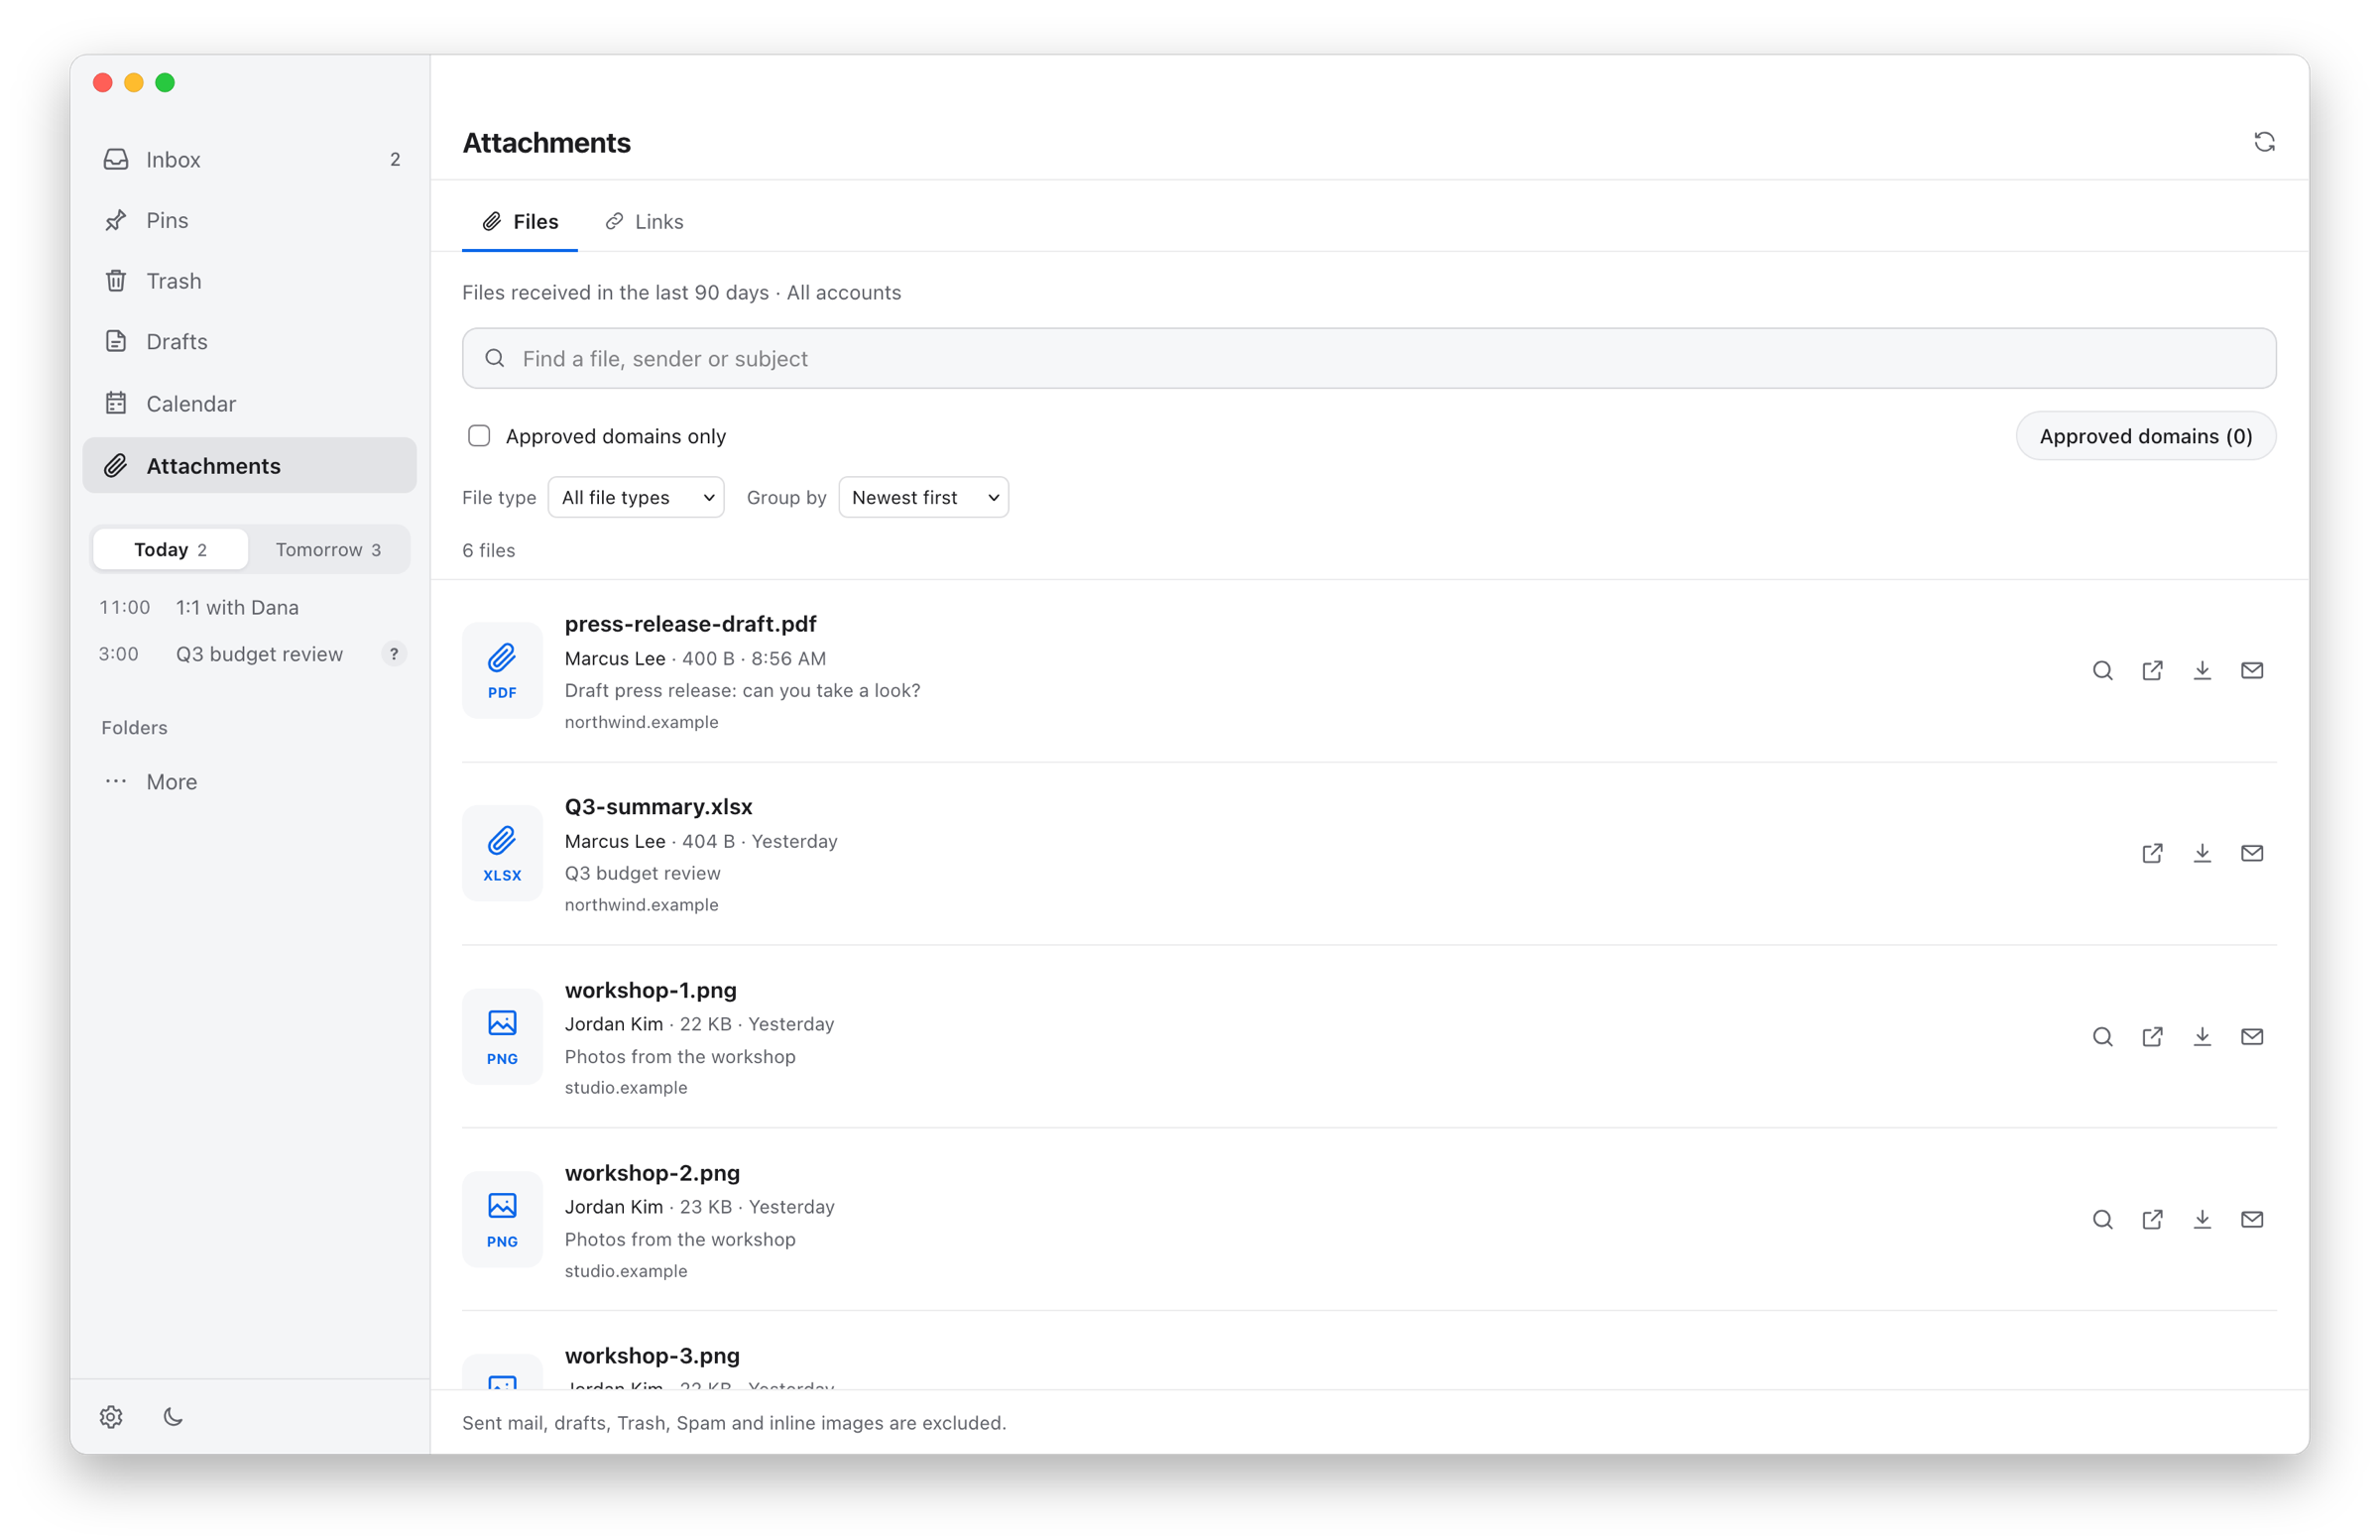 Inbox 2
Pins
Trash
Drafts
Calendar
Attachments
Today 2 Tomorrow 3
11:00 1:1 with Dana
3:00 Q3 budget review ?
Folders
More
Attachments
Files Links
Files received in the last 90 days · All accounts
Find a file, sender or subject
Approved domains only Approved domains (0)
File type All file types Group by Newest first
6 files
press-release-draft.pdf
Marcus Lee · 400 B · 8:56 AM
PDF
Draft press release: can you take a look?
northwind.example
Q3-summary.xlsx
Marcus Lee · 404 B · Yesterday
XLSX
Q3 budget review
northwind.example
workshop-1.png
Jordan Kim · 22 KB · Yesterday
PNG
Photos from the workshop
studio.example
workshop-2.png
Jordan Kim · 23 KB · Yesterday
PNG
Photos from the workshop
studio.example
workshop-3.png
Jordan Kim · 22 KB · Yesterday
Sent mail, drafts, Trash, Spam and inline images are excluded.